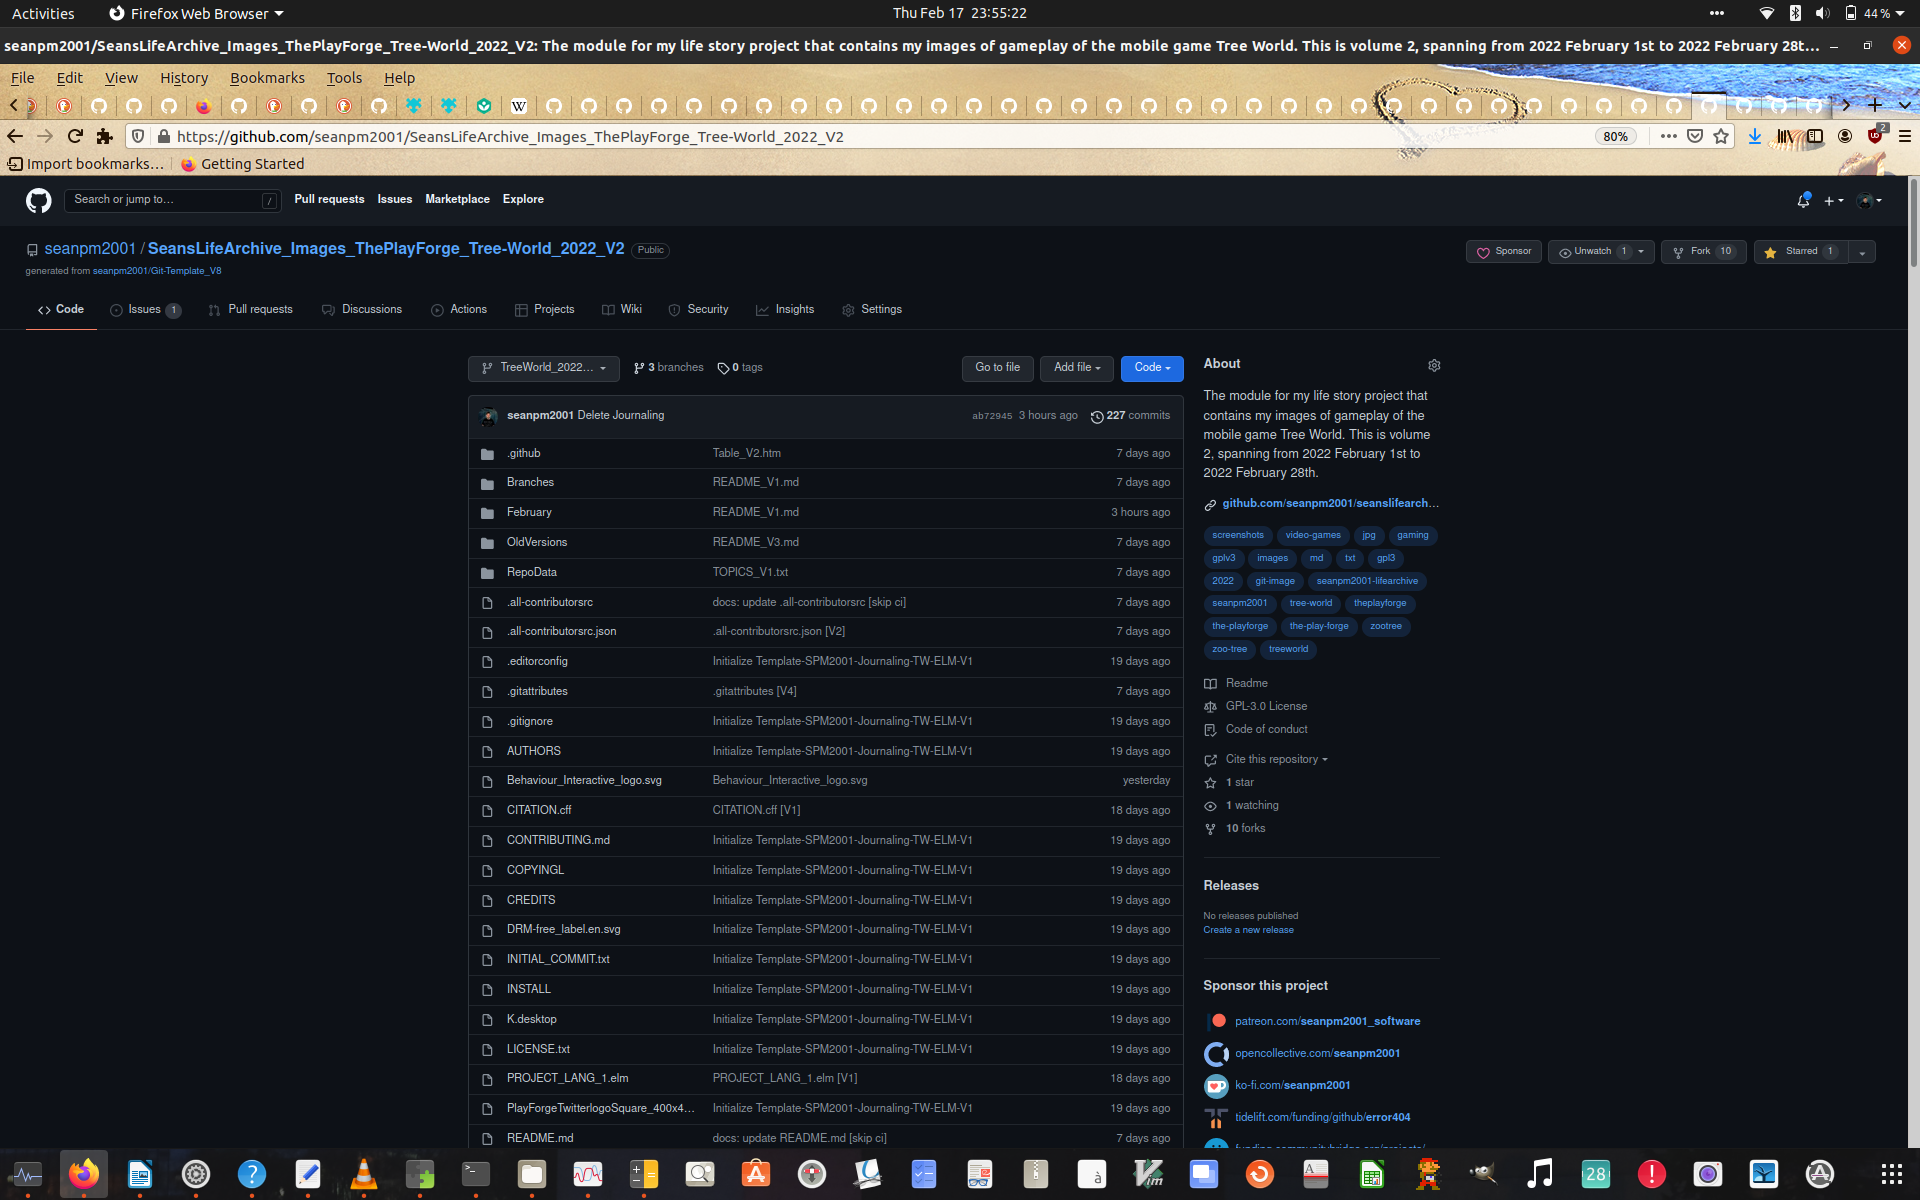 Activities
Firefox Web Browser
Thu Feb 17 23:55:22
44 %
seanpm2001/SeansLifeArchive_Images_ThePlayForge_Tree-World_2022_V2: The module for my life story project that contains my images of gameplay of the mobile game Tree World. This is volume 2, spanning from 2022 February 1st to 2022 February 28t…
File Edit View History Bookmarks Tools Help
https://github.com/seanpm2001/SeansLifeArchive_Images_ThePlayForge_Tree-World_2022_V2
80%
2
Import bookmarks… Getting Started
Search or jump to… /
Pull requests Issues Marketplace Explore
seanpm2001 / SeansLifeArchive_Images_ThePlayForge_Tree-World_2022_V2 Public
generated from seanpm2001/Git-Template_V8
Sponsor Unwatch 1 Fork 10 Starred 1
Code Issues 1 Pull requests Discussions Actions Projects Wiki Security Insights Settings
TreeWorld_2022… 3 branches 0 tags Go to file Add file Code
seanpm2001 Delete Journaling ab72945 3 hours ago 227 commits
.github Table_V2.htm 7 days ago
Branches README_V1.md 7 days ago
February README_V1.md 3 hours ago
OldVersions README_V3.md 7 days ago
RepoData TOPICS_V1.txt 7 days ago
.all-contributorsrc docs: update .all-contributorsrc [skip ci] 7 days ago
.all-contributorsrc.json .all-contributorsrc.json [V2] 7 days ago
.editorconfig Initialize Template-SPM2001-Journaling-TW-ELM-V1 19 days ago
.gitattributes .gitattributes [V4] 7 days ago
.gitignore Initialize Template-SPM2001-Journaling-TW-ELM-V1 19 days ago
AUTHORS Initialize Template-SPM2001-Journaling-TW-ELM-V1 19 days ago
Behaviour_Interactive_logo.svg Behaviour_Interactive_logo.svg yesterday
CITATION.cff CITATION.cff [V1] 18 days ago
CONTRIBUTING.md Initialize Template-SPM2001-Journaling-TW-ELM-V1 19 days ago
COPYINGL Initialize Template-SPM2001-Journaling-TW-ELM-V1 19 days ago
CREDITS Initialize Template-SPM2001-Journaling-TW-ELM-V1 19 days ago
DRM-free_label.en.svg Initialize Template-SPM2001-Journaling-TW-ELM-V1 19 days ago
INITIAL_COMMIT.txt Initialize Template-SPM2001-Journaling-TW-ELM-V1 19 days ago
INSTALL Initialize Template-SPM2001-Journaling-TW-ELM-V1 19 days ago
K.desktop Initialize Template-SPM2001-Journaling-TW-ELM-V1 19 days ago
LICENSE.txt Initialize Template-SPM2001-Journaling-TW-ELM-V1 19 days ago
PROJECT_LANG_1.elm PROJECT_LANG_1.elm [V1] 18 days ago
PlayForgeTwitterlogoSquare_400x4… Initialize Template-SPM2001-Journaling-TW-ELM-V1 19 days ago
README.md docs: update README.md [skip ci] 7 days ago
About
The module for my life story project that
contains my images of gameplay of the
mobile game Tree World. This is volume
2, spanning from 2022 February 1st to
2022 February 28th.
github.com/seanpm2001/seanslifearch…
screenshots video-games jpg gaming
gplv3 images md txt gpl3
2022 git-image seanpm2001-lifearchive
seanpm2001 tree-world theplayforge
the-playforge the-play-forge zootree
zoo-tree treeworld
Readme
GPL-3.0 License
Code of conduct
Cite this repository
1 star
1 watching
10 forks
Releases
No releases published
Create a new release
Sponsor this project
patreon.com/seanpm2001_software
opencollective.com/seanpm2001
ko-fi.com/seanpm2001
tidelift.com/funding/github/error404
28